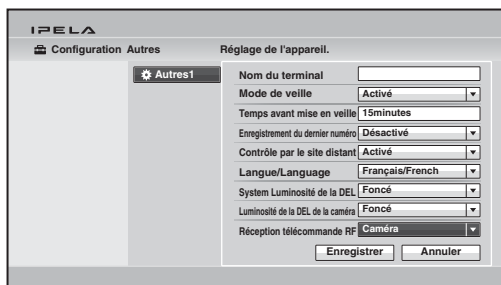 IPELA
Configuration Autres Réglage de l'appareil.
Autres1
Nom du terminal
Mode de veille Activé
Temps avant mise en veille 15minutes
Enregistrement du dernier numéro Désactivé
Contrôle par le site distant Activé
Langue/Language Français/French
System Luminosité de la DEL Foncé
Luminosité de la DEL de la caméra Foncé
Réception télécommande RF Caméra
Enregistrer Annuler